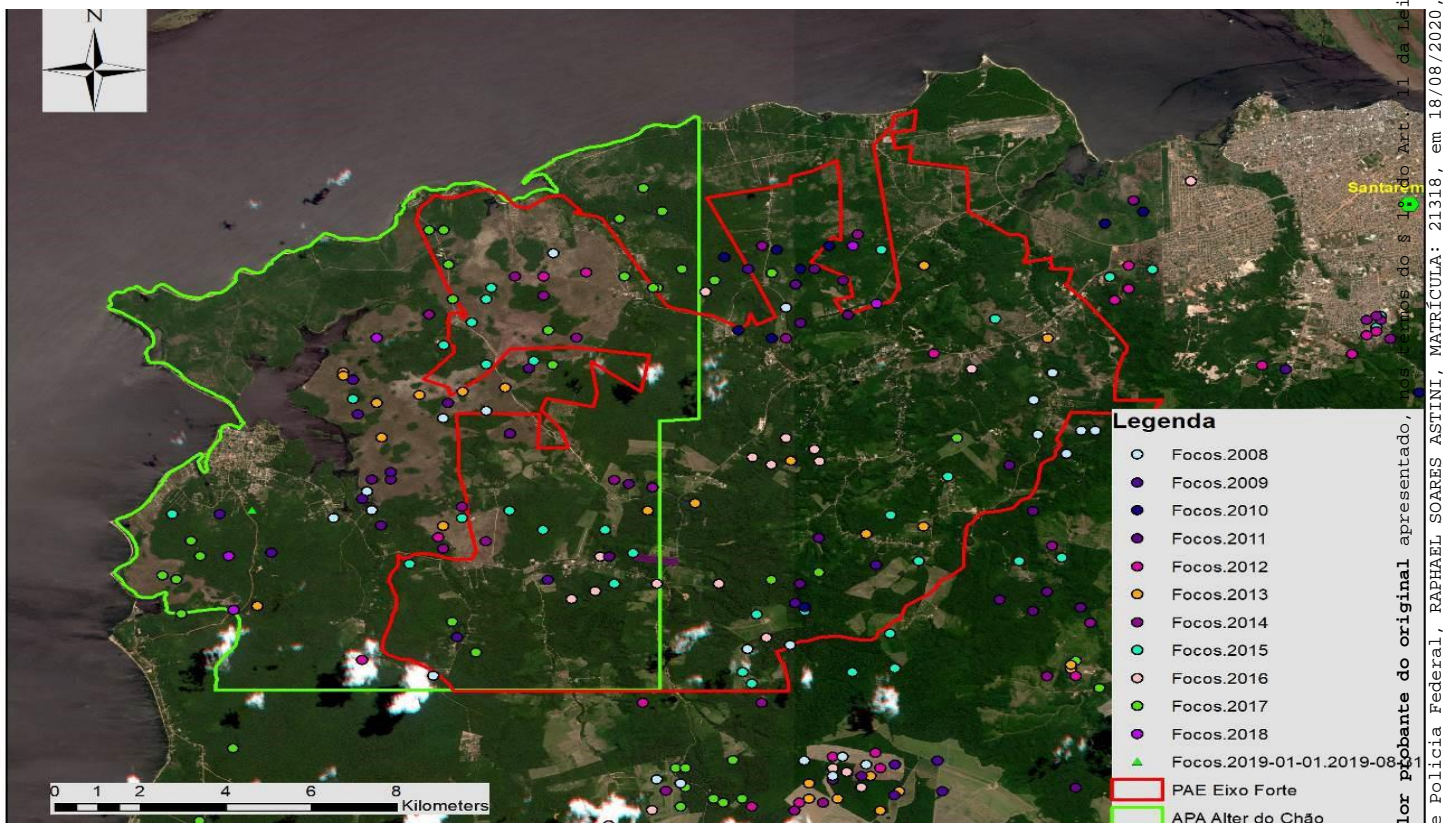 N
Santarém
Legenda
Focos.2008
Focos.2009
Focos.2010
Focos.2011
Focos.2012
Focos.2013
Focos.2014
Focos.2015
Focos.2016
Focos.2017
Focos.2018
Focos.2019-01-01.2019-08-31
PAE Eixo Forte
APA Alter do Chão
0 1 2 4 6 8
Kilometers
lor probante do original apresentado, nos termos do § 1º do Art. 11 da Lei
e Policia Federal, RAPHAEL SOARES ASTINI, MATRÍCULA: 21318, em 18/08/2020,